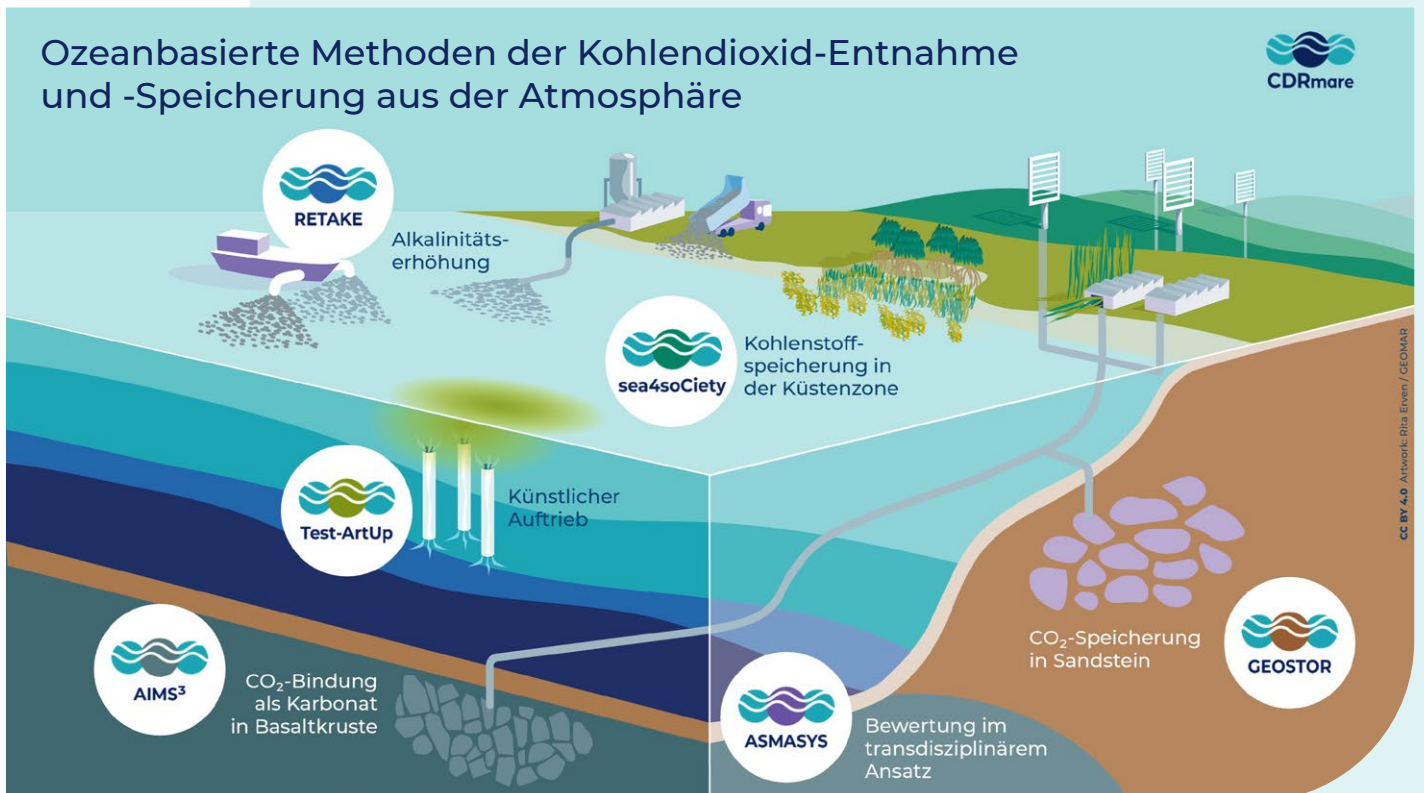 Ozeanbasierte Methoden der Kohlendioxid-Entnahme
und -Speicherung aus der Atmosphäre
CDRmare
RETAKE
Alkalinitäts-
erhöhung
sea4soCiety
Kohlenstoff-
speicherung in
der Küstenzone
Test-ArtUp
Künstlicher
Auftrieb
AIMS³
CO₂-Bindung
als Karbonat
in Basaltkruste
ASMASYS
Bewertung im
transdisziplinärem
Ansatz
CO₂-Speicherung
in Sandstein
GEOSTOR
CC BY 4.0 Artwork: Rita Erven / GEOMAR